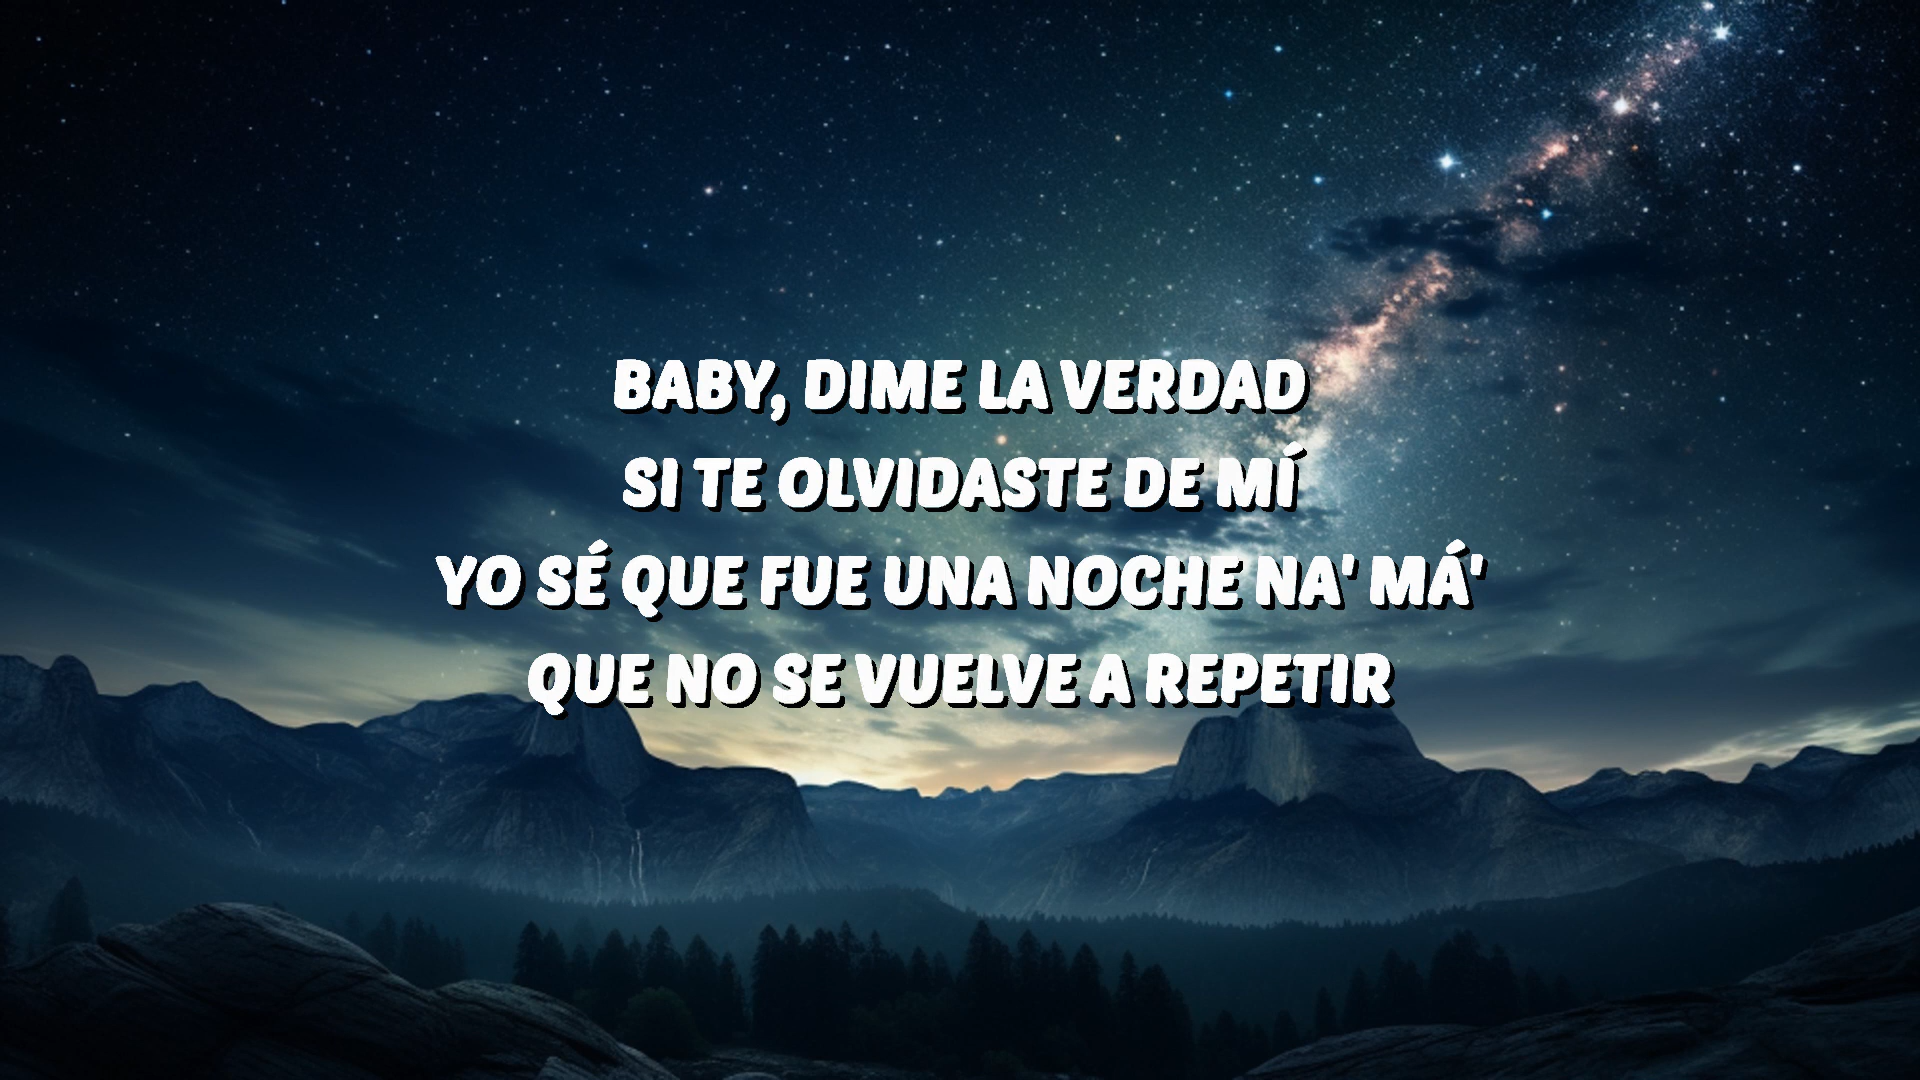 BABY, DIME LA VERDAD
SI TE OLVIDASTE DE MÍ
YO SÉ QUE FUE UNA NOCHE NA' MÁ'
QUE NO SE VUELVE A REPETIR